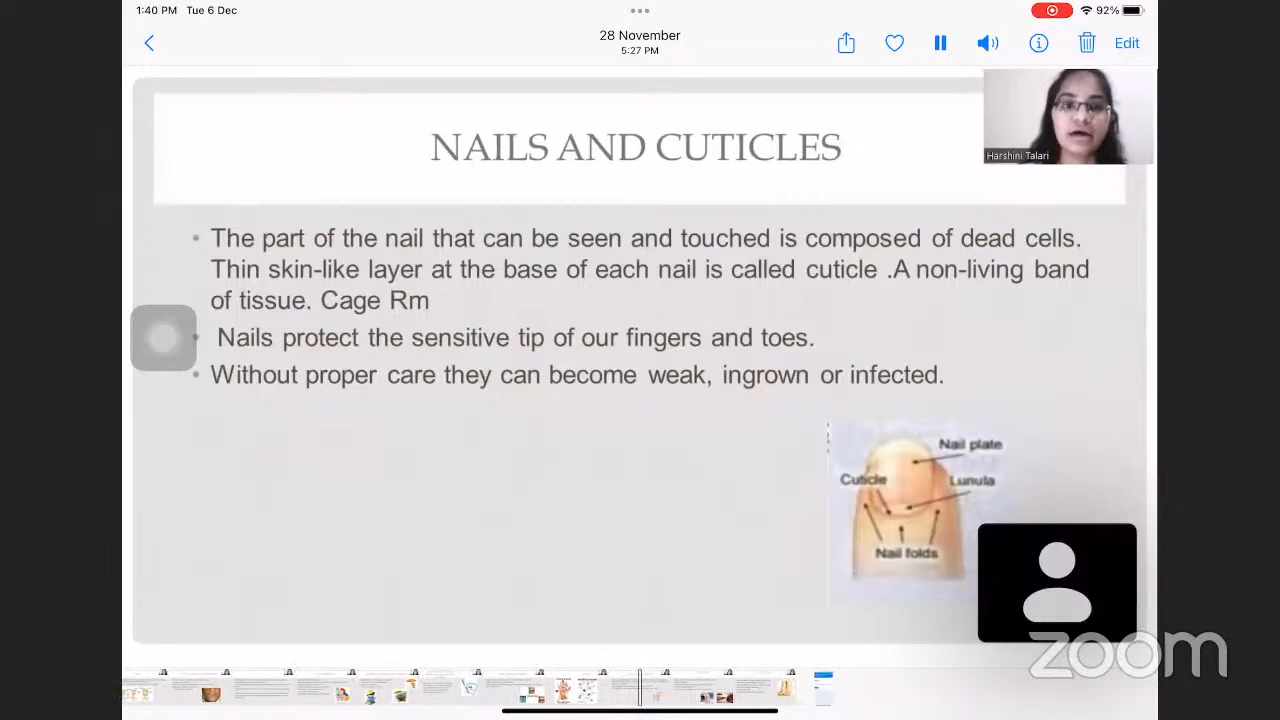 1:40 PM Tue 6 Dec
92%
28 November
5:27 PM
Edit
Harshini Talari
NAILS AND CUTICLES
• The part of the nail that can be seen and touched is composed of dead cells.
Thin skin-like layer at the base of each nail is called cuticle .A non-living band
of tissue. Cage Rm
• Nails protect the sensitive tip of our fingers and toes.
• Without proper care they can become weak, ingrown or infected.
Nail plate
Cuticle
Lunula
Nail folds
zoom